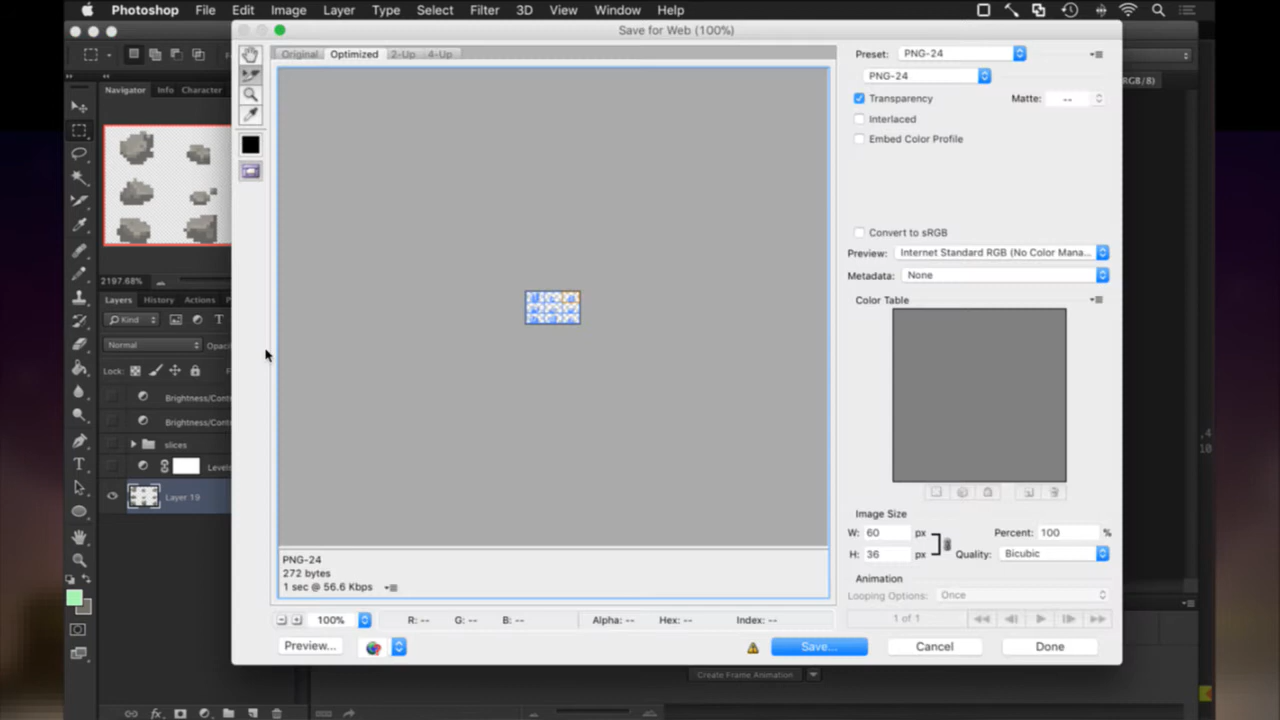 Photoshop File Edit Image Layer Type Select Filter 3D View Window Help
Save for Web (100%)
Original Optimized 2-Up 4-Up
Preset: PNG-24
PNG-24
RGB/8)
Navigator Info Character
Transparency Matte: --
Interlaced
Embed Color Profile
Convert to sRGB
Preview: Internet Standard RGB (No Color Mana...
Metadata: None
2197.68%
Layers History Actions P
Color Table
Kind
Normal Opac
Lock: F
Brightness/Cont
Brightness/Cont
slices
,4
10
Levels
Layer 19
Image Size
W: 60 px Percent: 100 %
H: 36 px Quality: Bicubic
PNG-24
272 bytes
1 sec @ 56.6 Kbps
Animation
Looping Options: Once
1 of 1
100% R: -- G: -- B: -- Alpha: -- Hex: -- Index: --
Preview... Save... Cancel Done
Create Frame Animation
fx